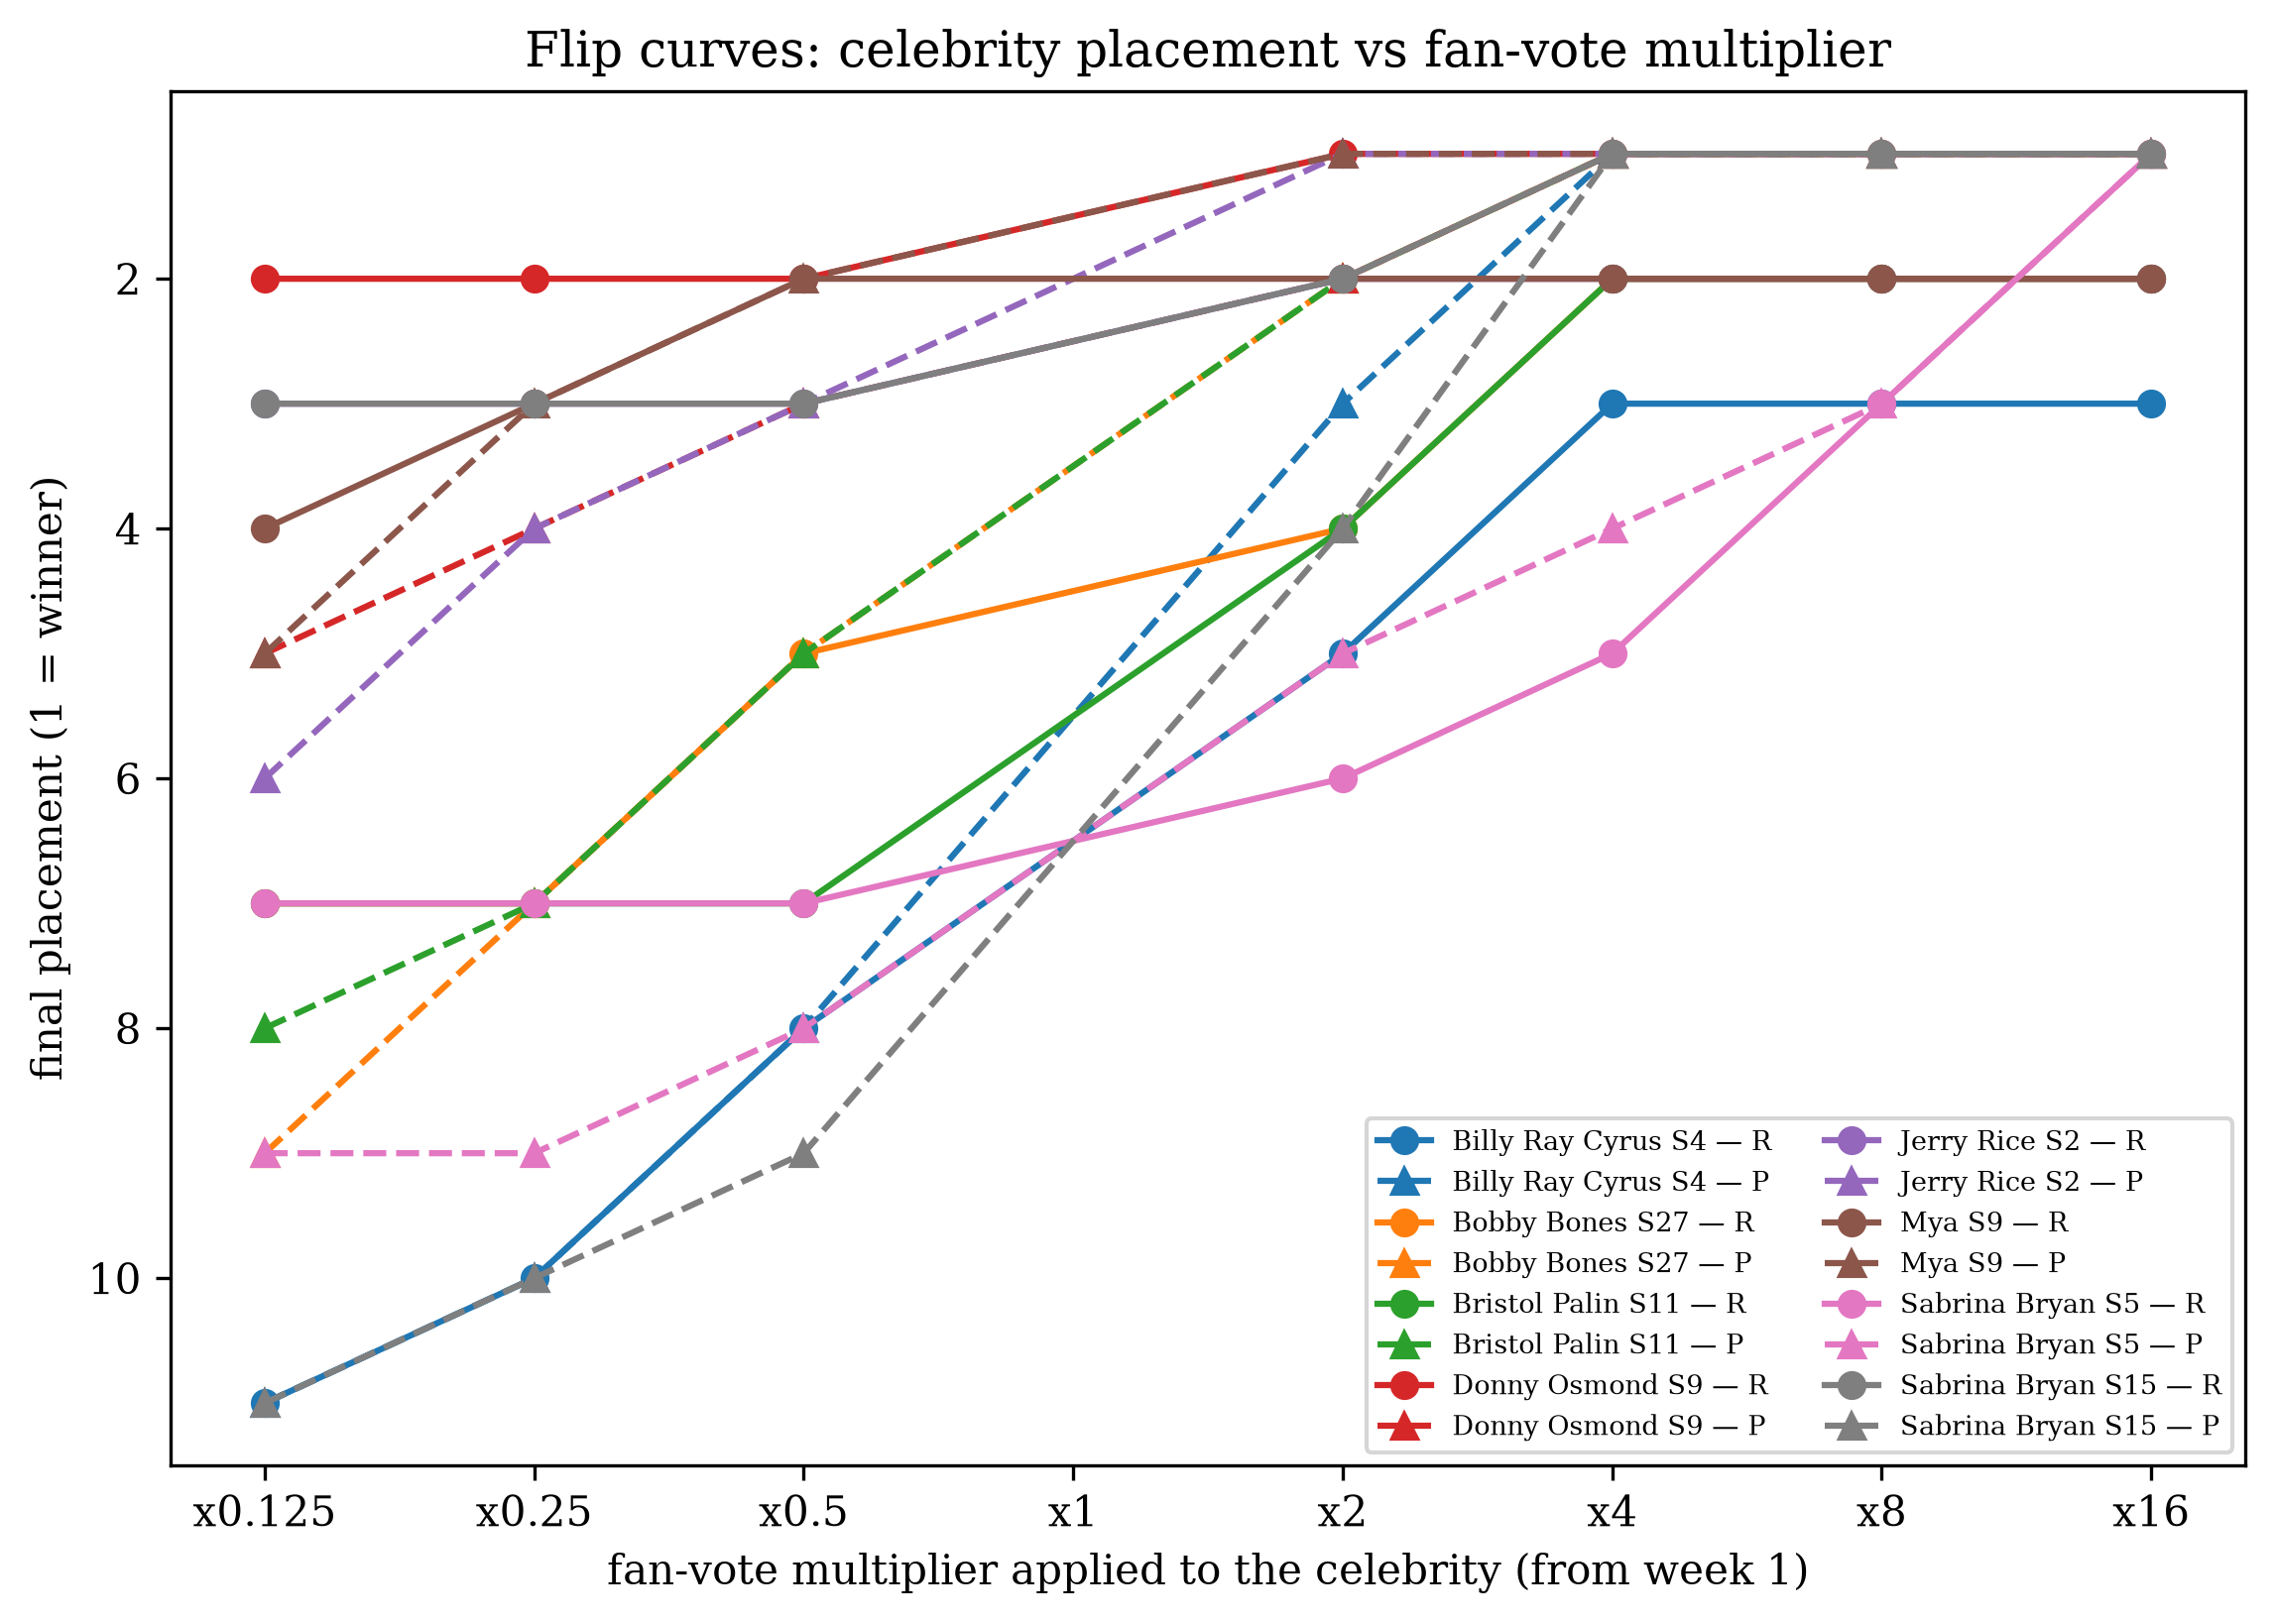 Flip curves: celebrity placement vs fan-vote multiplier
final placement (1 = winner)
2
4
6
8
10
x0.125
x0.25
x0.5
x1
x2
x4
x8
x16
fan-vote multiplier applied to the celebrity (from week 1)
Billy Ray Cyrus S4 — R
Billy Ray Cyrus S4 — P
Bobby Bones S27 — R
Bobby Bones S27 — P
Bristol Palin S11 — R
Bristol Palin S11 — P
Donny Osmond S9 — R
Donny Osmond S9 — P
Jerry Rice S2 — R
Jerry Rice S2 — P
Mya S9 — R
Mya S9 — P
Sabrina Bryan S5 — R
Sabrina Bryan S5 — P
Sabrina Bryan S15 — R
Sabrina Bryan S15 — P